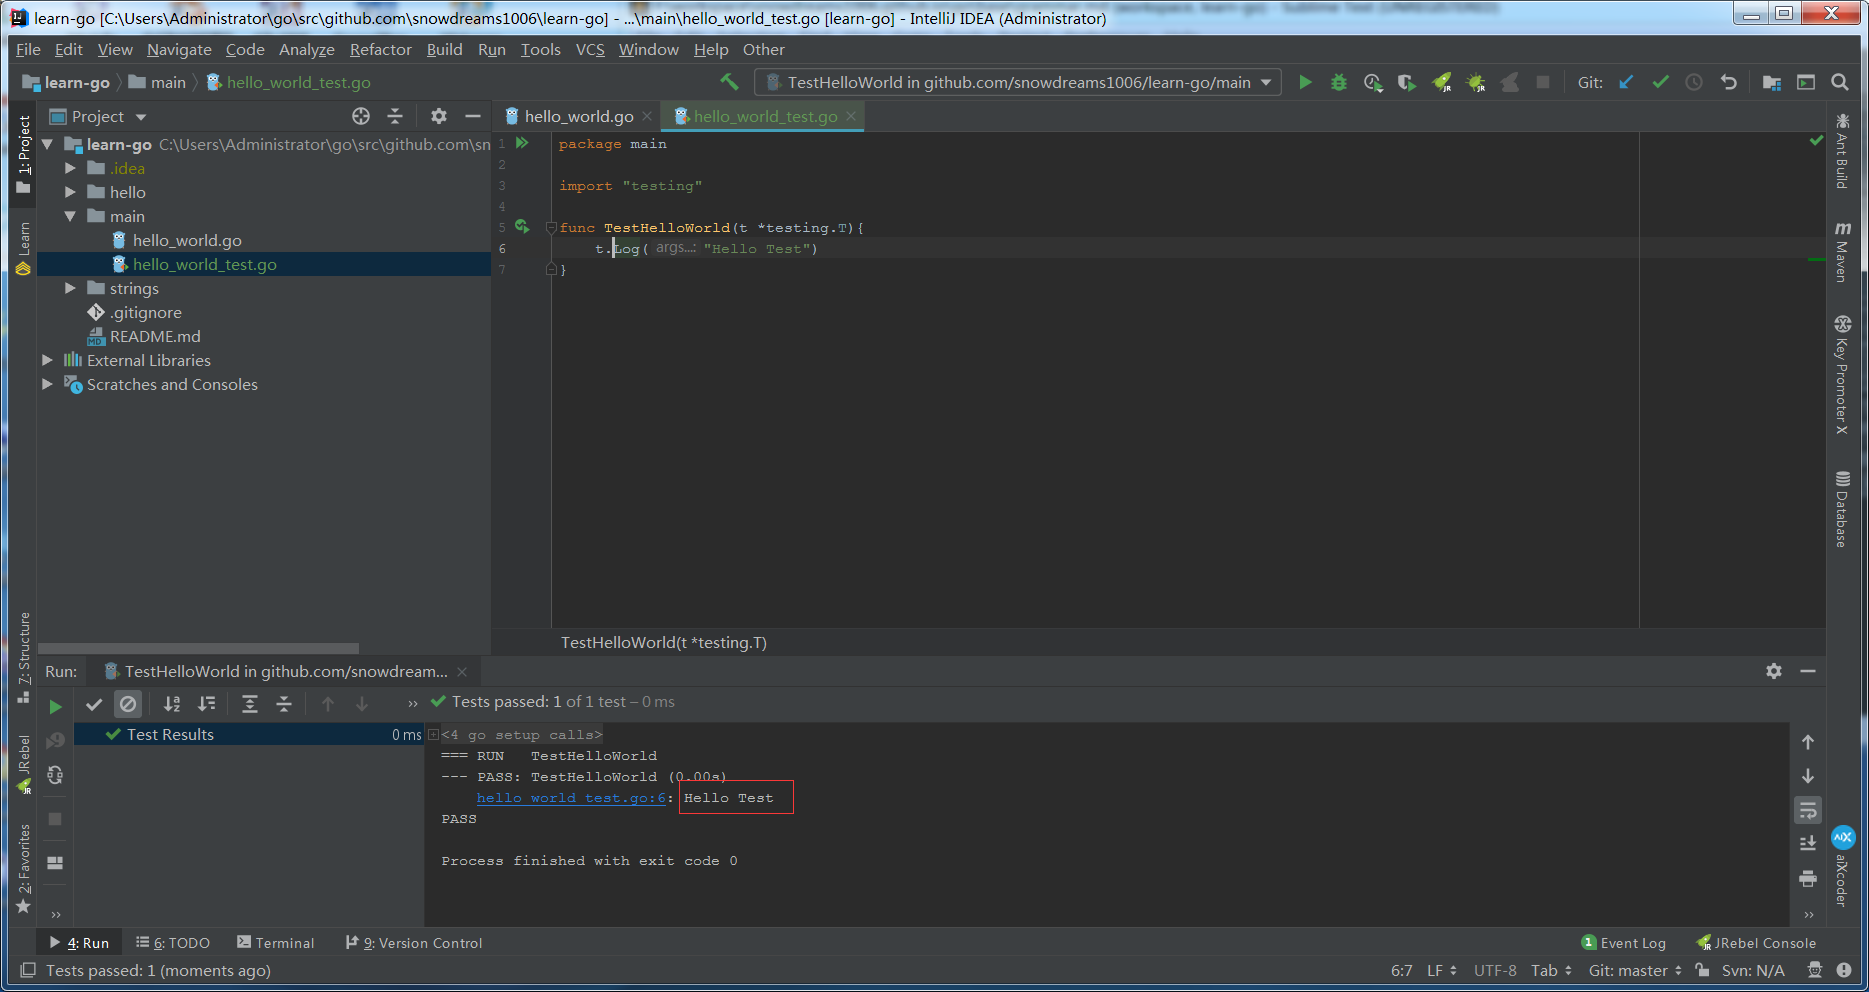 learn-go [C:\Users\Administrator\go\src\github.com\snowdreams1006\learn-go] - ...\main\hello_world_test.go [learn-go] - IntelliJ IDEA (Administrator)
File Edit View Navigate Code Analyze Refactor Build Run Tools VCS Window Help Other
learn-go main hello_world_test.go
TestHelloWorld in github.com/snowdreams1006/learn-go/main Git:
Project
hello_world.go hello_world_test.go
1: Project
Learn
Z: Structure
JRebel
2: Favorites
learn-go C:\Users\Administrator\go\src\github.com\sn
.idea
hello
main
hello_world.go
hello_world_test.go
strings
.gitignore
README.md
External Libraries
Scratches and Consoles
1 package main
2
3 import "testing"
4
5 func TestHelloWorld(t *testing.T){
6 t.Log( args...: "Hello Test")
7 }
TestHelloWorld(t *testing.T)
Ant Build
Maven
Key Promoter X
Database
aiXcoder
Run: TestHelloWorld in github.com/snowdream...
Tests passed: 1 of 1 test – 0 ms
Test Results 0 ms
<4 go setup calls>
=== RUN TestHelloWorld
--- PASS: TestHelloWorld (0.00s)
hello_world_test.go:6: Hello Test
PASS
Process finished with exit code 0
4: Run 6: TODO Terminal 9: Version Control 1 Event Log JRebel Console
Tests passed: 1 (moments ago) 6:7 LF UTF-8 Tab Git: master Svn: N/A